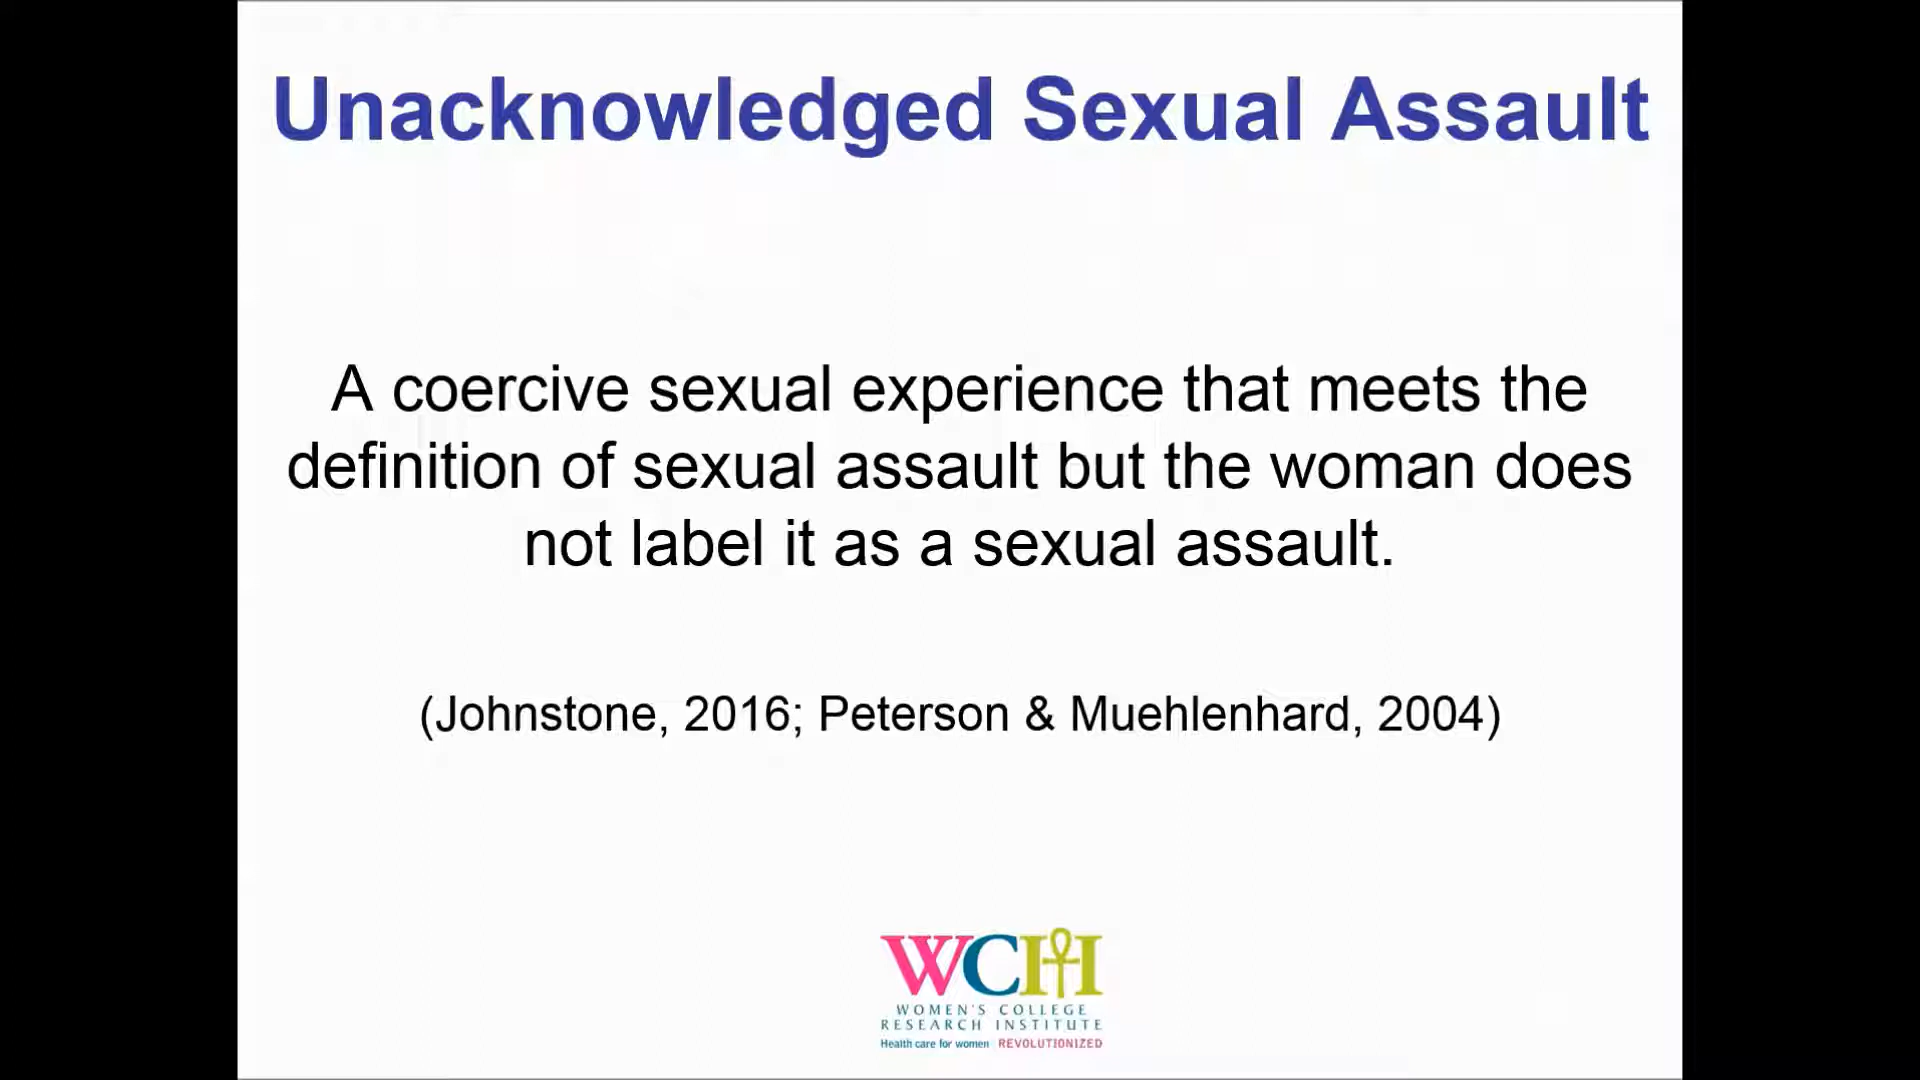 Unacknowledged Sexual Assault
A coercive sexual experience that meets the
definition of sexual assault but the woman does
not label it as a sexual assault.
(Johnstone, 2016; Peterson & Muehlenhard, 2004)
WCH
WOMEN'S COLLEGE
RESEARCH INSTITUTE
Health care for women REVOLUTIONIZED